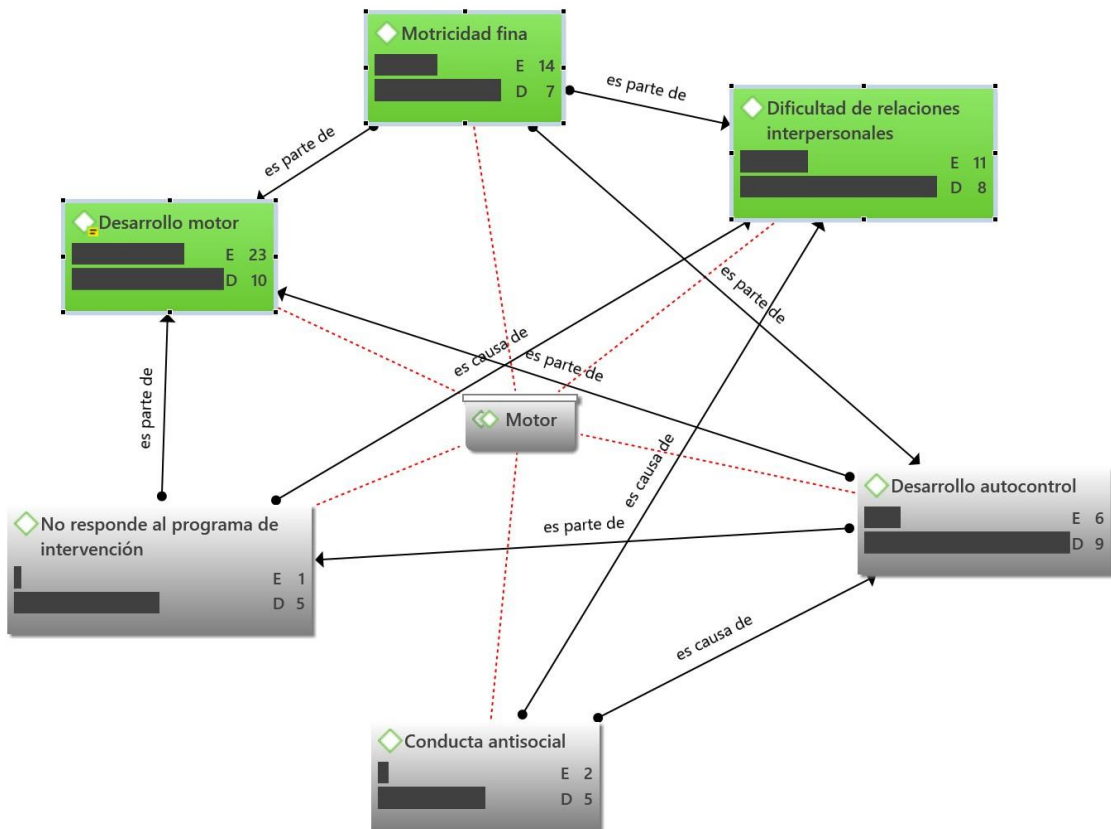 Motricidad fina
E 14
D 7
es parte de
Dificultad de relaciones
interpersonales
E 11
D 8
es parte de
Desarrollo motor
E 23
D 10
es parte de
es causa de
es parte de
es parte de
Motor
es causa de
Desarrollo autocontrol
E 6
D 9
No responde al programa de
intervención
E 1
D 5
es parte de
es causa de
Conducta antisocial
E 2
D 5